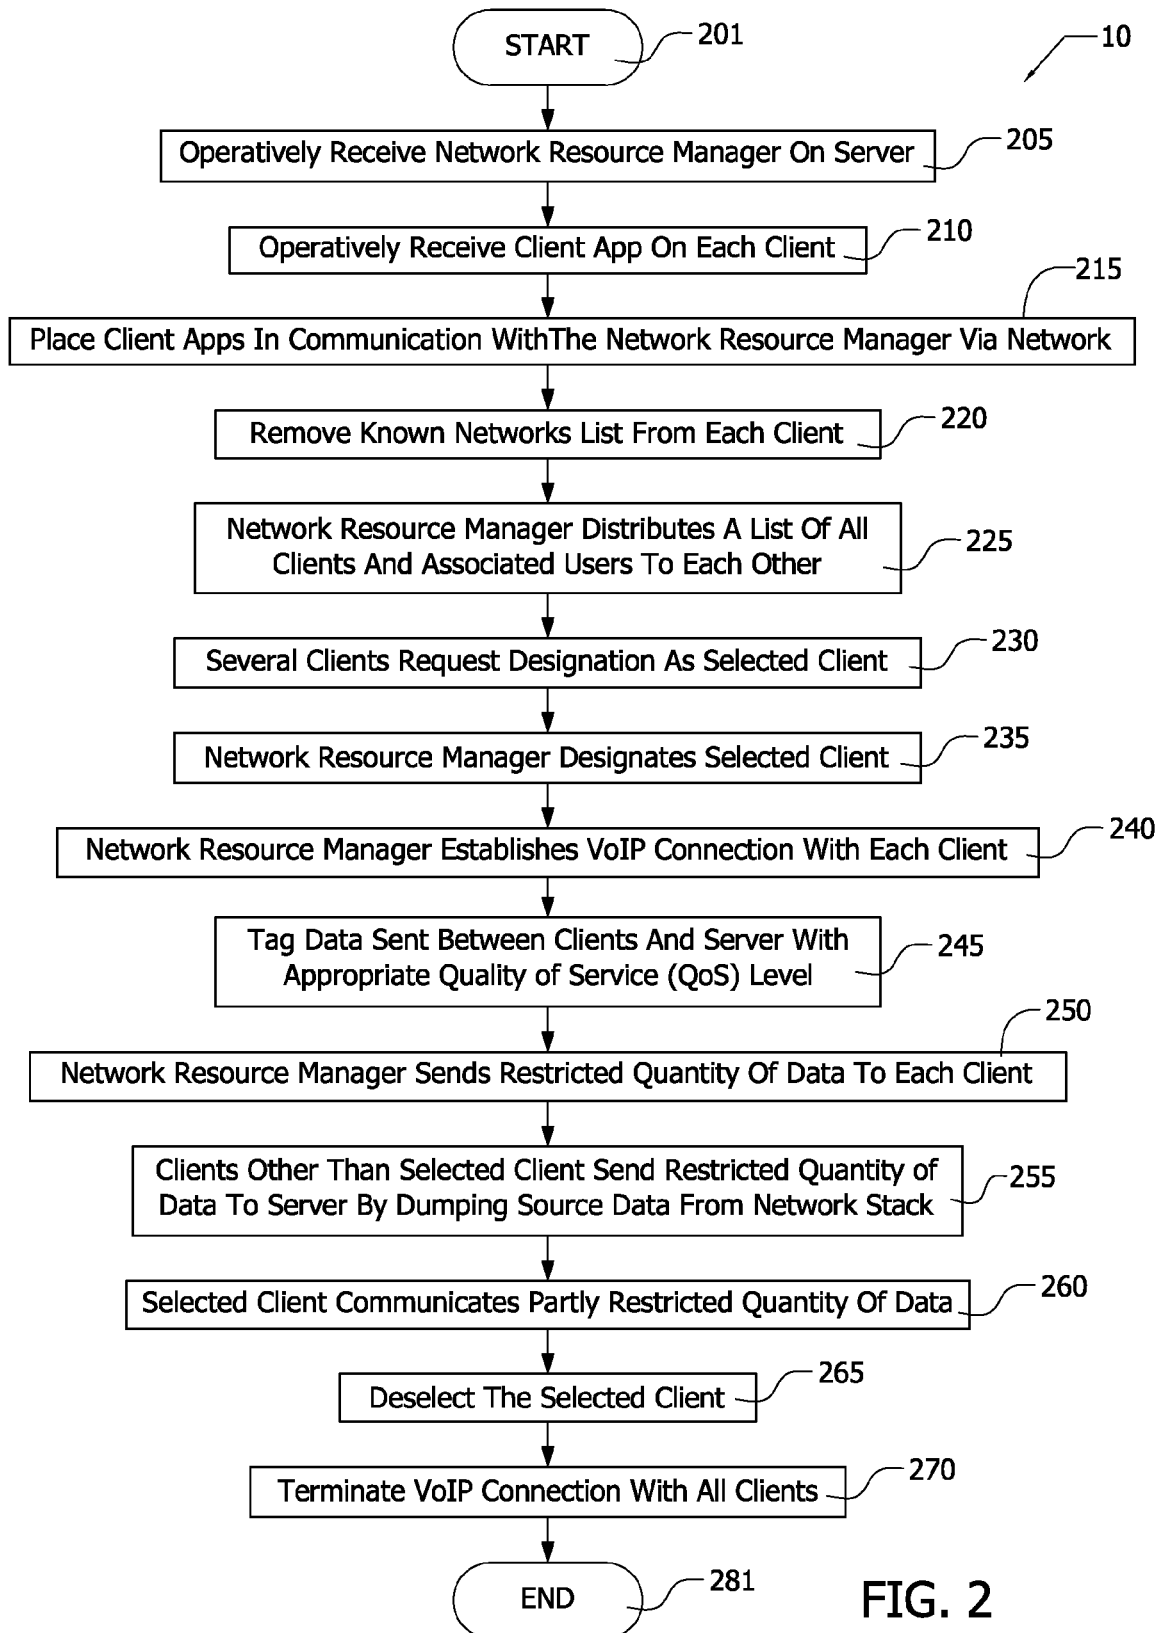 START
201
10
Operatively Receive Network Resource Manager On Server
205
Operatively Receive Client App On Each Client
210
215
Place Client Apps In Communication WithThe Network Resource Manager Via Network
Remove Known Networks List From Each Client
220
Network Resource Manager Distributes A List Of All
Clients And Associated Users To Each Other
225
Several Clients Request Designation As Selected Client
230
Network Resource Manager Designates Selected Client
235
Network Resource Manager Establishes VoIP Connection With Each Client
240
Tag Data Sent Between Clients And Server With
Appropriate Quality of Service (QoS) Level
245
250
Network Resource Manager Sends Restricted Quantity Of Data To Each Client
Clients Other Than Selected Client Send Restricted Quantity of
Data To Server By Dumping Source Data From Network Stack
255
Selected Client Communicates Partly Restricted Quantity Of Data
260
Deselect The Selected Client
265
Terminate VoIP Connection With All Clients
270
END
281
FIG. 2